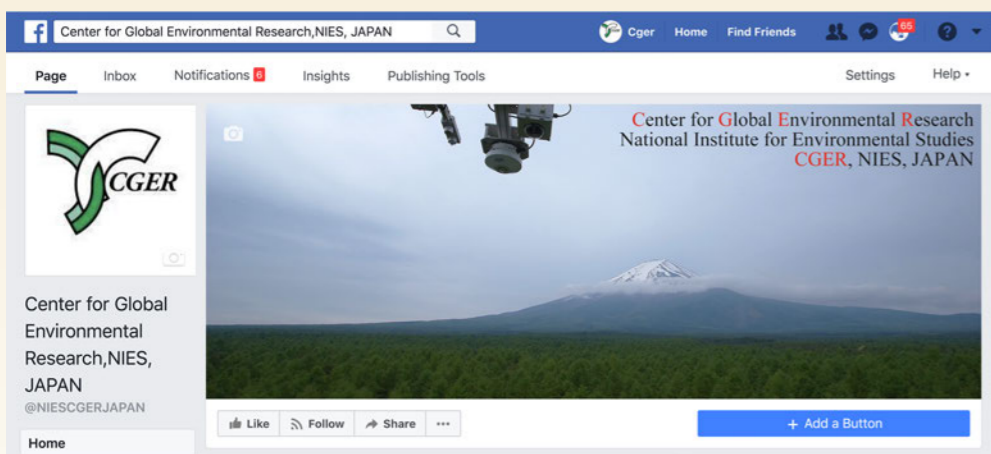 f Center for Global Environmental Research,NIES, JAPAN Cger Home Find Friends 65 ?
Page Inbox Notifications 6 Insights Publishing Tools Settings Help
CGER
Center for Global Environmental Research
National Institute for Environmental Studies
CGER, NIES, JAPAN
Center for Global
Environmental
Research,NIES,
JAPAN
@NIESCGERJAPAN
Like Follow Share ... + Add a Button
Home